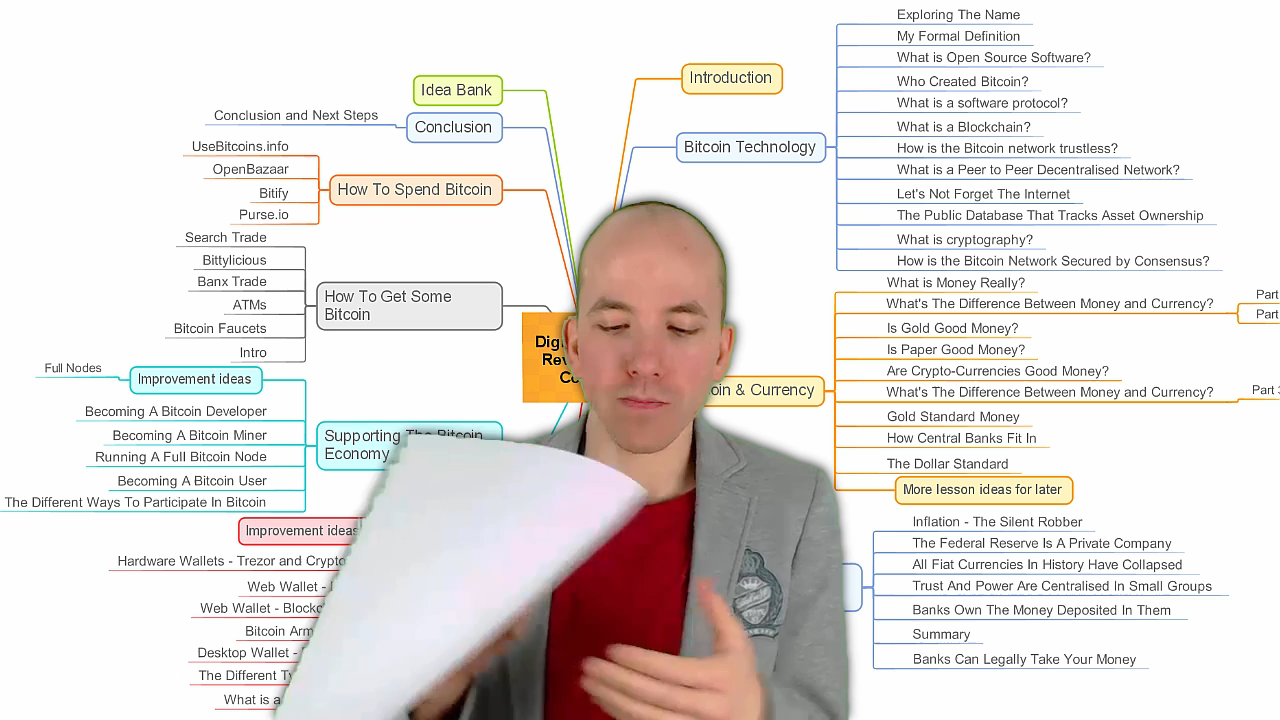 Idea Bank
Conclusion
Conclusion and Next Steps
How To Spend Bitcoin
UseBitcoins.info
OpenBazaar
Bitify
Purse.io
How To Get Some
Bitcoin
Search Trade
Bittylicious
Banx Trade
ATMs
Bitcoin Faucets
Intro
Supporting The Bitcoin
Economy
Improvement ideas
Full Nodes
Becoming A Bitcoin Developer
Becoming A Bitcoin Miner
Running A Full Bitcoin Node
Becoming A Bitcoin User
The Different Ways To Participate In Bitcoin
Improvement ideas
Hardware Wallets - Trezor and
Web Wallet -
Web Wallet -
Bitcoin
Desktop Wallet -
The Different
What is a
Introduction
Bitcoin Technology
Exploring The Name
My Formal Definition
What is Open Source Software?
Who Created Bitcoin?
What is a software protocol?
What is a Blockchain?
How is the Bitcoin network trustless?
What is a Peer to Peer Decentralised Network?
Let's Not Forget The Internet
The Public Database That Tracks Asset Ownership
What is cryptography?
How is the Bitcoin Network Secured by Consensus?
& Currency
What is Money Really?
What's The Difference Between Money and Currency?
Part
Part
Is Gold Good Money?
Is Paper Good Money?
Are Crypto-Currencies Good Money?
What's The Difference Between Money and Currency?
Part
Gold Standard Money
How Central Banks Fit In
The Dollar Standard
More lesson ideas for later
Inflation - The Silent Robber
The Federal Reserve Is A Private Company
All Fiat Currencies In History Have Collapsed
Trust And Power Are Centralised In Small Groups
Banks Own The Money Deposited In Them
Summary
Banks Can Legally Take Your Money